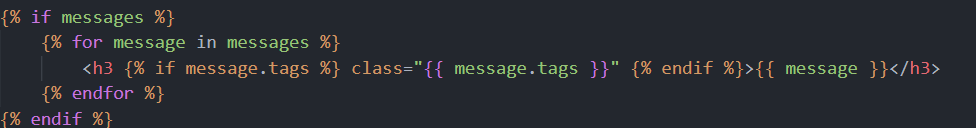 {% if messages %}
{% for message in messages %}
<h3 {% if message.tags %} class="{{ message.tags }}" {% endif %}>{{ message }}</h3>
{% endfor %}
{% endif %}